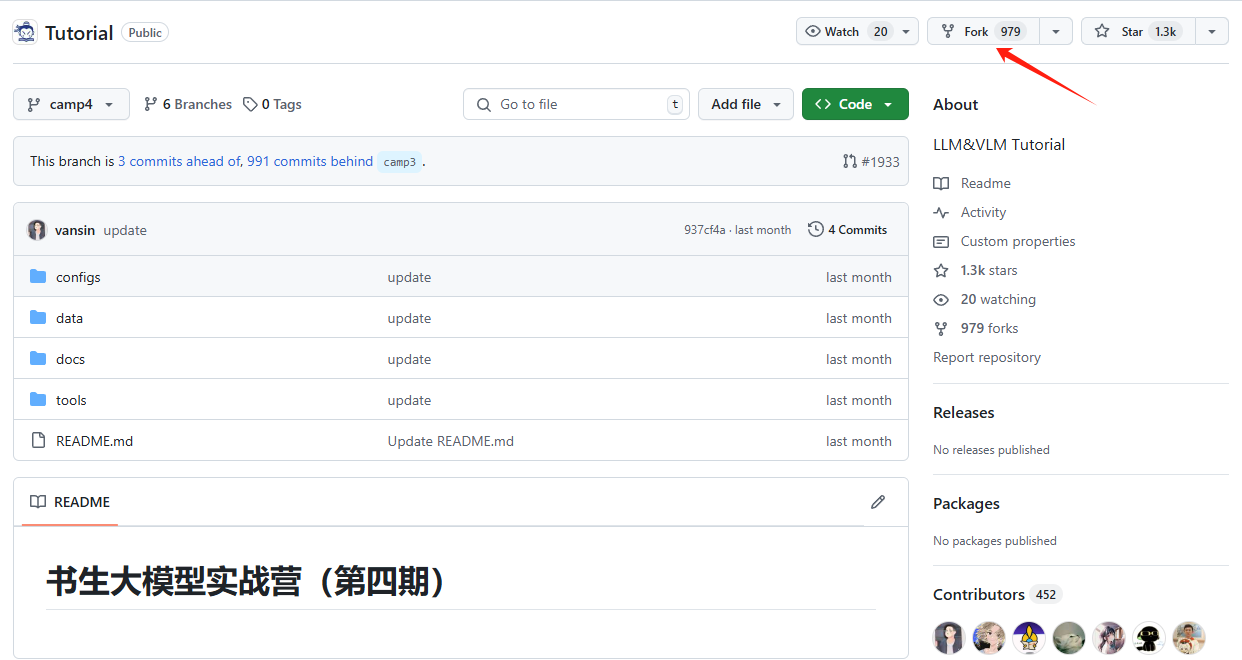 Tutorial Public Watch 20 Fork 979 Star 1.3k
camp4 6 Branches 0 Tags Go to file t Add file Code
This branch is 3 commits ahead of, 991 commits behind camp3 . #1933
vansin update 937cf4a · last month 4 Commits
configs update last month
data update last month
docs update last month
tools update last month
README.md Update README.md last month
README
书生大模型实战营（第四期）
About
LLM&VLM Tutorial
Readme
Activity
Custom properties
1.3k stars
20 watching
979 forks
Report repository
Releases
No releases published
Packages
No packages published
Contributors 452